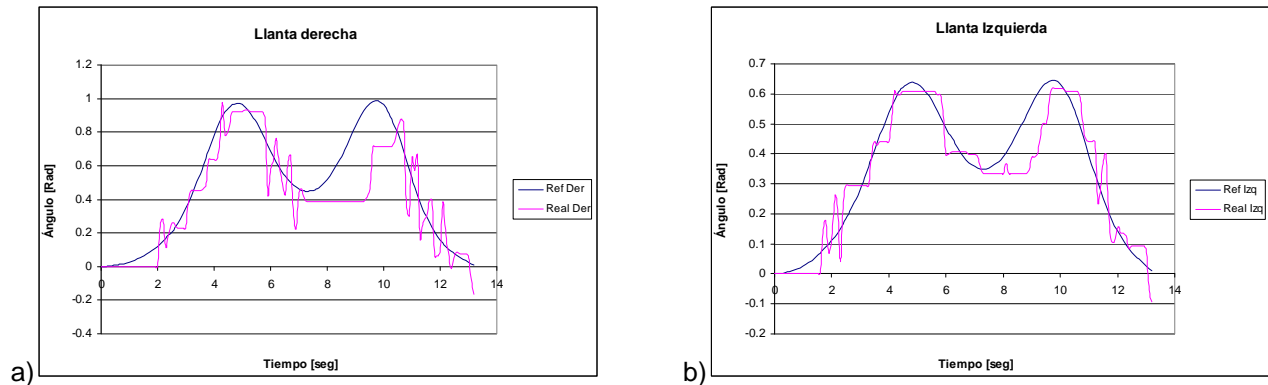 Llanta derecha
1.2
1
0.8
0.6
0.4
0.2
0
-0.2
-0.4
0 2 4 6 8 10 12 14
Ángulo [Rad]
Tiempo [seg]
Ref Der
Real Der
a)
Llanta Izquierda
0.7
0.6
0.5
0.4
0.3
0.2
0.1
0
-0.1
-0.2
0 2 4 6 8 10 12 14
Ángulo [Rad]
Tiempo [seg]
Ref Izq
Real Izq
b)